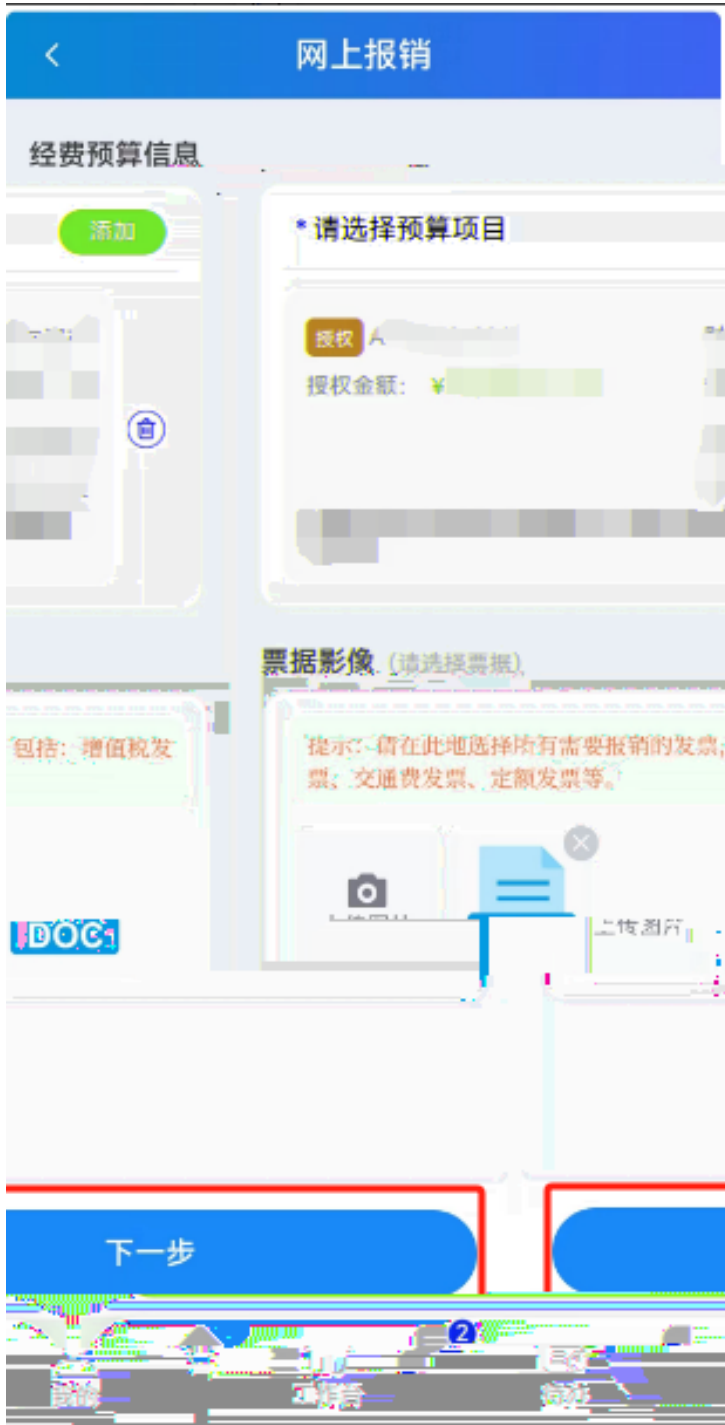 网上报销
经费预算信息
添加
*请选择预算项目
授权 A
授权金额： ¥
票据影像 (请选择票据)
包括：增值税发
提示：请在此地选择所有需要报销的发票,
票、交通费发票、定额发票等。
DOC
上传图片
下一步
2